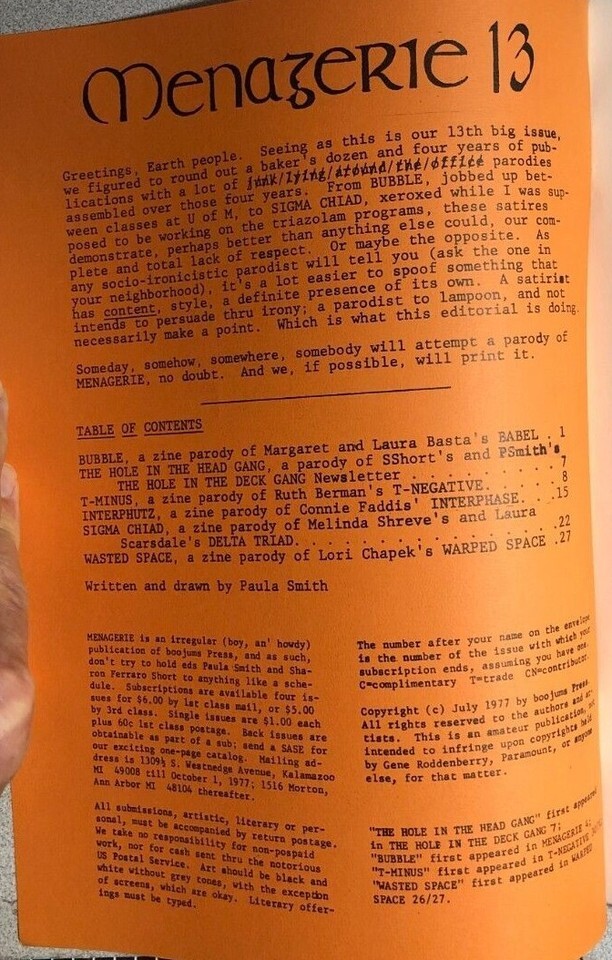 Menagerie 13
Greetings, Earth people. Seeing as this is our 13th big issue,
we figured to round out a baker's dozen and four years of pub-
lications with a lot of junk/lying/around/the/office parodies
assembled over those four years. From BUBBLE, jobbed up bet-
ween classes at U of M, to SIGMA CHIAD, xeroxed while I was sup-
posed to be working on the triazolam programs, these satires
demonstrate, perhaps better than anything else could, our com-
plete and total lack of respect. Or maybe the opposite. As
any socio-ironicistic parodist will tell you (ask the one in
your neighborhood), it's a lot easier to spoof something that
has content, style, a definite presence of its own. A satirist
intends to persuade thru irony; a parodist to lampoon, and not
necessarily make a point. Which is what this editorial is doing.
Someday, somehow, somewhere, somebody will attempt a parody of
MENAGERIE, no doubt. And we, if possible, will print it.
TABLE OF CONTENTS
BUBBLE, a zine parody of Margaret and Laura Basta's BABEL . 1
THE HOLE IN THE HEAD GANG, a parody of SShort's and PSmith's
THE HOLE IN THE DECK GANG Newsletter . . . . . . . . . 7
T-MINUS, a zine parody of Ruth Berman's T-NEGATIVE. . . . . 8
INTERPHUTZ, a zine parody of Connie Faddis' INTERPHASE. . .15
SIGMA CHIAD, a zine parody of Melinda Shreve's and Laura
Scarsdale's DELTA TRIAD. . . . . . . . . . . . . . . . .22
WASTED SPACE, a zine parody of Lori Chapek's WARPED SPACE .27
Written and drawn by Paula Smith
MENAGERIE is an irregular (boy, an' howdy)
publication of boojums Press, and as such,
don't try to hold eds Paula Smith and Sha-
ron Ferraro Short to anything like a sche-
dule. Subscriptions are available four is-
sues for $6.00 by 1st class mail, or $5.00
by 3rd class. Single issues are $1.00 each
plus 60c 1st class postage. Back issues are
obtainable as part of a sub; send a SASE for
our exciting one-page catalog. Mailing ad-
dress is 1309½ S. Westnedge Avenue, Kalamazoo
MI 49008 till October 1, 1977; 1516 Morton,
Ann Arbor MI 48104 thereafter.
All submissions, artistic, literary or per-
sonal, must be accompanied by return postage.
We take no responsibility for non-pospaid
work, nor for cash sent thru the notorious
US Postal Service. Art should be black and
white without grey tones, with the exception
of screens, which are okay. Literary offer-
ings must be typed.
The number after your name on the envelope
is the number of the issue with which your
subscription ends, assuming you have one.
C=complimentary T=trade CN=contributor.
Copyright (c) July 1977 by boojums Press.
All rights reserved to the authors and ar-
tists. This is an amateur publication, not
intended to infringe upon copyrights held
by Gene Roddenberry, Paramount, or anyone
else, for that matter.
"THE HOLE IN THE HEAD GANG" first appeared
in THE HOLE IN THE DECK GANG 7;
"BUBBLE" first appeared in MENAGERIE
"T-MINUS" first appeared in T-NEGATIVE
"WASTED SPACE" first appeared in WARPED
SPACE 26/27.